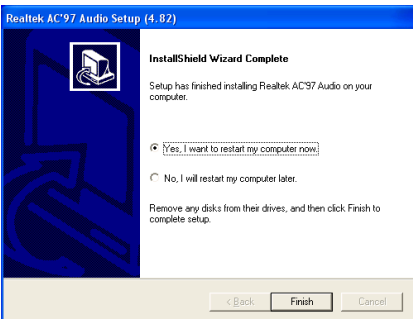 Realtek AC'97 Audio Setup (4.82)
InstallShield Wizard Complete
Setup has finished installing Realtek AC'97 Audio on your
computer.
Yes, I want to restart my computer now.
No, I will restart my computer later.
Remove any disks from their drives, and then click Finish to
complete setup.
< Back Finish Cancel